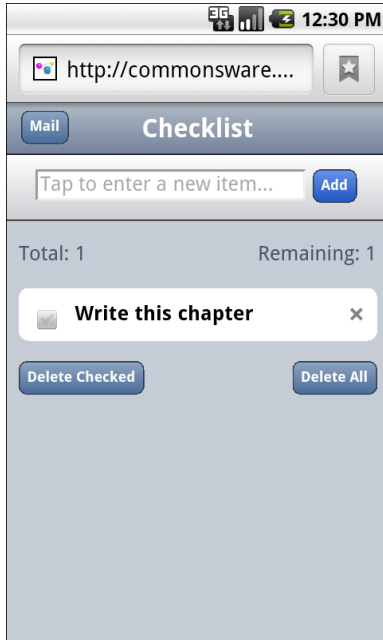 3G 12:30 PM
http://commonsware....
Mail Checklist
Tap to enter a new item... Add
Total: 1 Remaining: 1
Write this chapter ×
Delete Checked Delete All